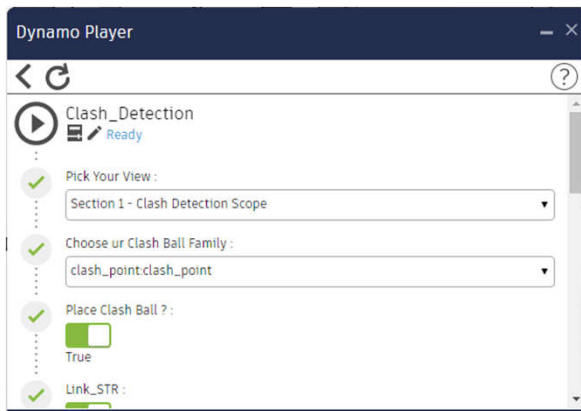 Dynamo Player
Clash_Detection
Ready
Pick Your View :
Section 1 - Clash Detection Scope
Choose ur Clash Ball Family :
clash_point:clash_point
Place Clash Ball ? :
True
Link_STR :